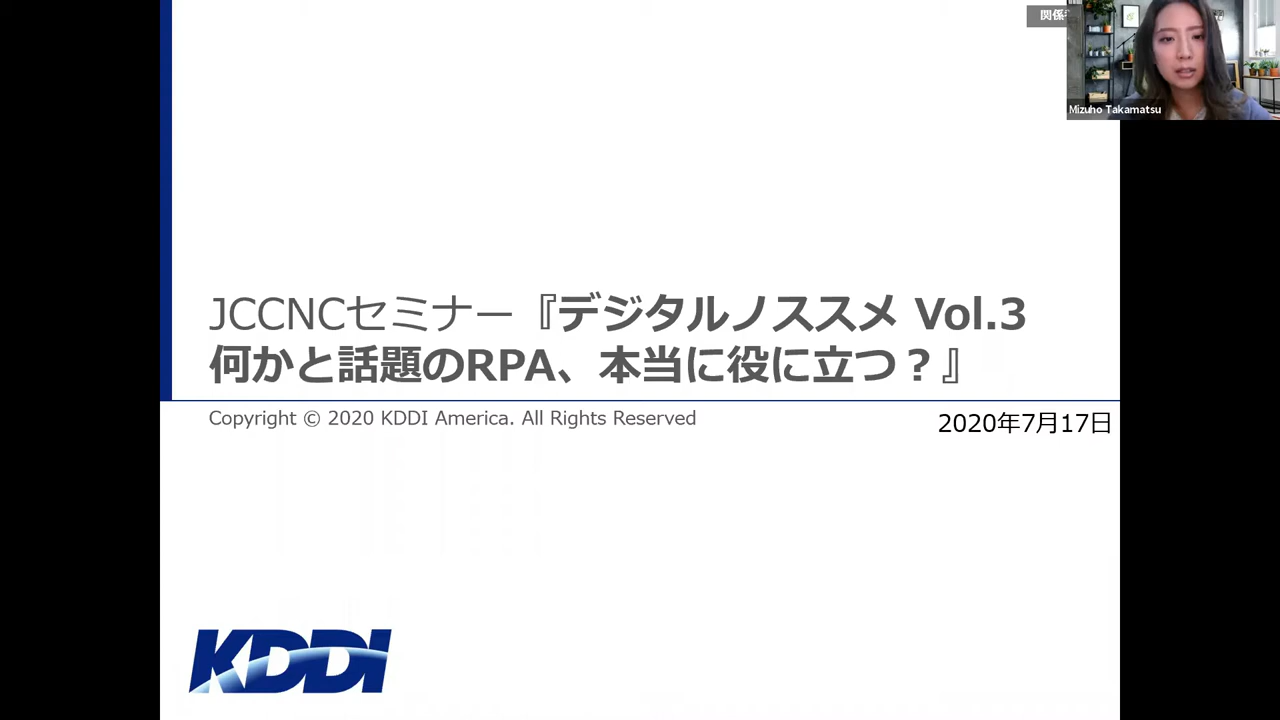 関係
Mizuho Takamatsu
JCCNCセミナー『デジタルノススメ Vol.3
何かと話題のRPA、本当に役に立つ？』
Copyright © 2020 KDDI America. All Rights Reserved
2020年7月17日
KDDI